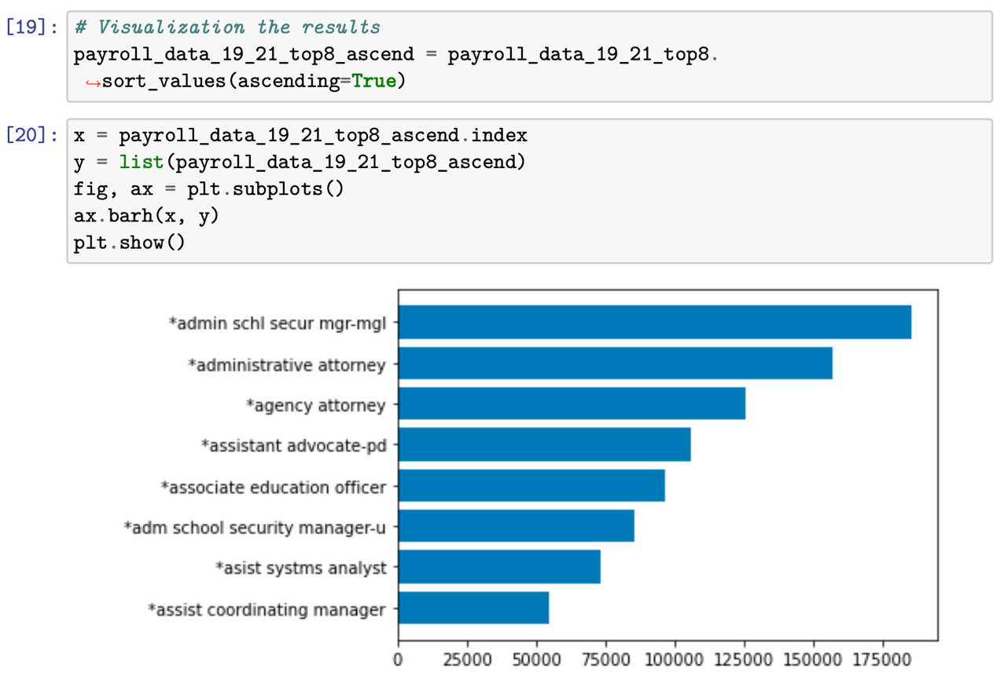 [19]: # Visualization the results
payroll_data_19_21_top8_ascend = payroll_data_19_21_top8.
↪sort_values(ascending=True)
[20]: x = payroll_data_19_21_top8_ascend.index
y = list(payroll_data_19_21_top8_ascend)
fig, ax = plt.subplots()
ax.barh(x, y)
plt.show()
*admin schl secur mgr-mgl
*administrative attorney
*agency attorney
*assistant advocate-pd
*associate education officer
*adm school security manager-u
*asist systms analyst
*assist coordinating manager
0 25000 50000 75000 100000 125000 150000 175000